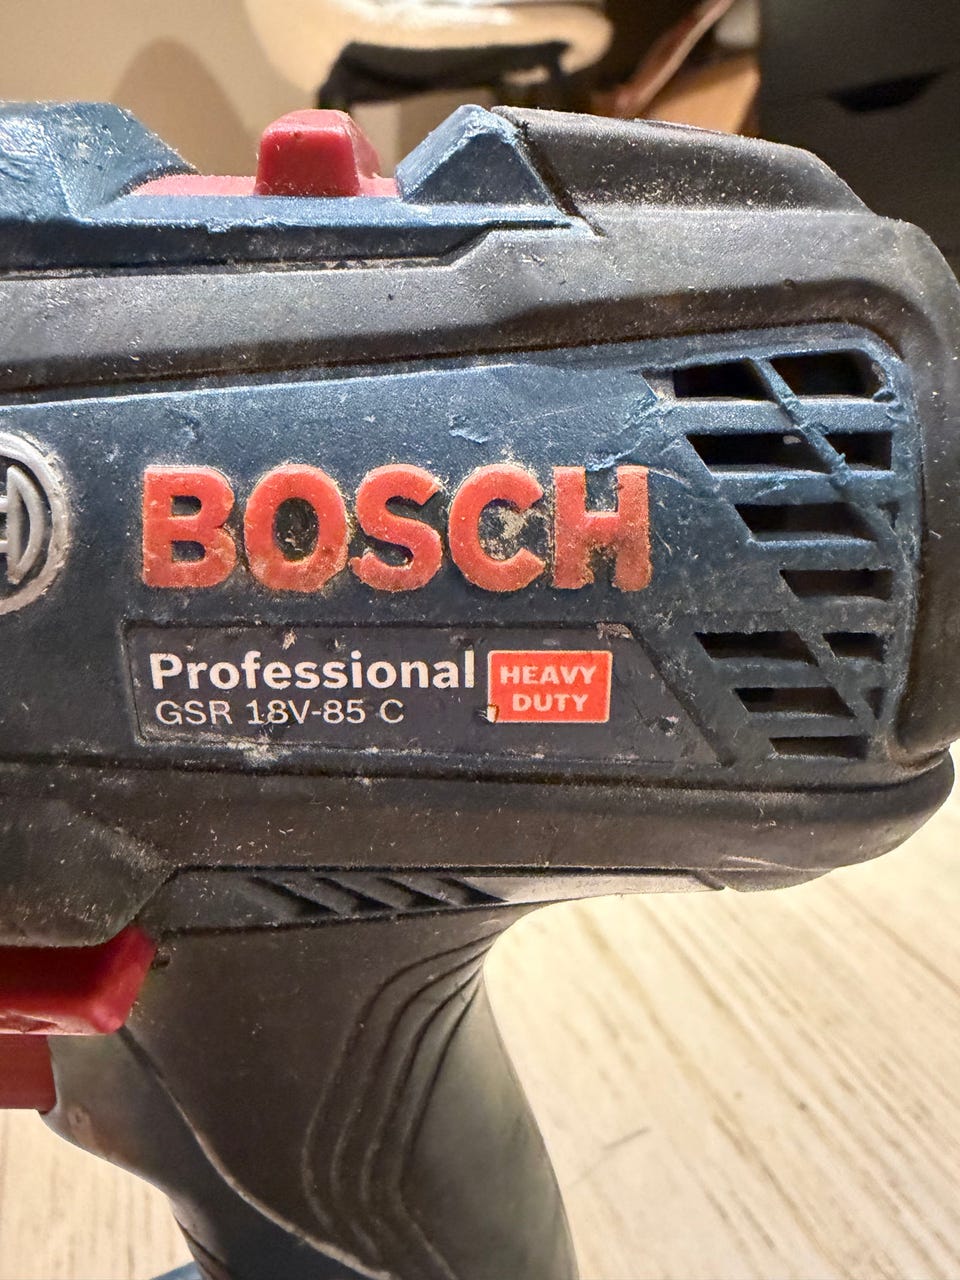 BOSCH
Professional
GSR 18V-85 C
HEAVY
DUTY